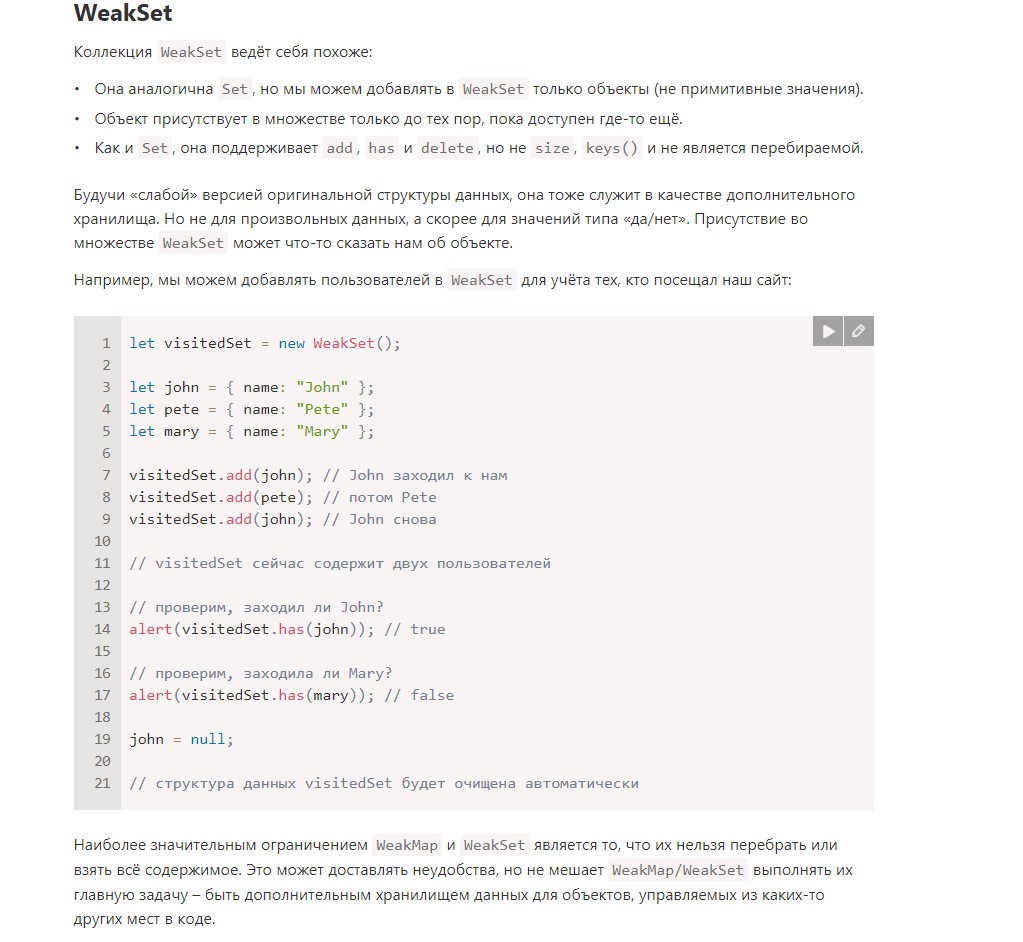 WeakSet
Коллекция WeakSet ведёт себя похоже:
• Она аналогична Set, но мы можем добавлять в WeakSet только объекты (не примитивные значения).
• Объект присутствует в множестве только до тех пор, пока доступен где-то ещё.
• Как и Set, она поддерживает add, has и delete, но не size, keys() и не является перебираемой.
Будучи «слабой» версией оригинальной структуры данных, она тоже служит в качестве дополнительного
хранилища. Но не для произвольных данных, а скорее для значений типа «да/нет». Присутствие во
множестве WeakSet может что-то сказать нам об объекте.
Например, мы можем добавлять пользователей в WeakSet для учёта тех, кто посещал наш сайт:
1 let visitedSet = new WeakSet();
2
3 let john = { name: "John" };
4 let pete = { name: "Pete" };
5 let mary = { name: "Mary" };
6
7 visitedSet.add(john); // John заходил к нам
8 visitedSet.add(pete); // потом Pete
9 visitedSet.add(john); // John снова
10
11 // visitedSet сейчас содержит двух пользователей
12
13 // проверим, заходил ли John?
14 alert(visitedSet.has(john)); // true
15
16 // проверим, заходила ли Mary?
17 alert(visitedSet.has(mary)); // false
18
19 john = null;
20
21 // структура данных visitedSet будет очищена автоматически
Наиболее значительным ограничением WeakMap и WeakSet является то, что их нельзя перебрать или
взять всё содержимое. Это может доставлять неудобства, но не мешает WeakMap/WeakSet выполнять их
главную задачу – быть дополнительным хранилищем данных для объектов, управляемых из каких-то
других мест в коде.